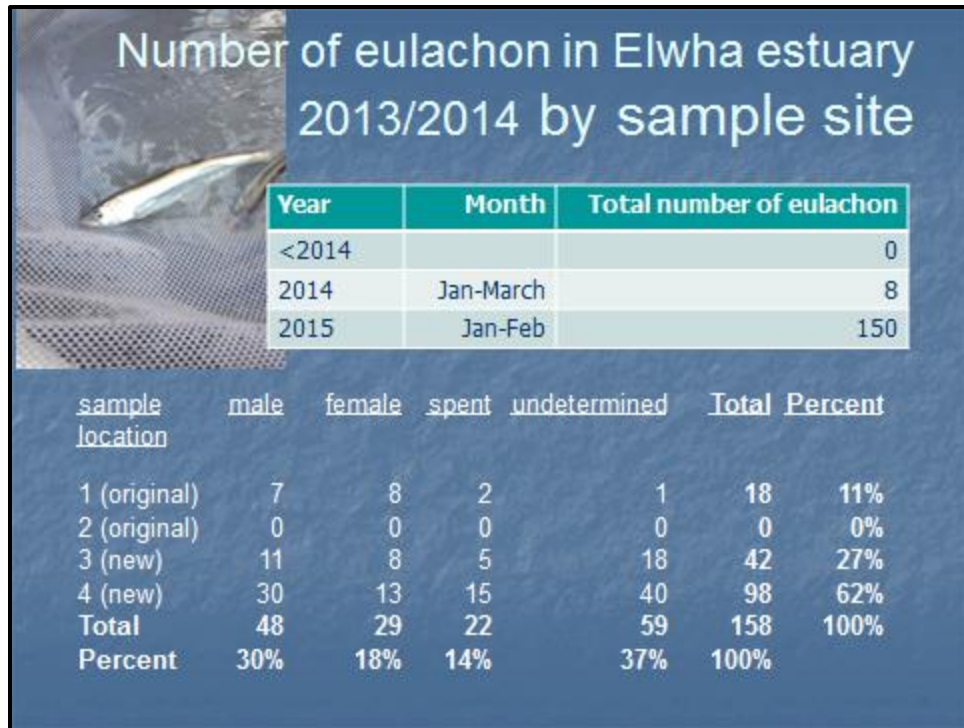 Number of eulachon in Elwha estuary
2013/2014 by sample site
Year Month Total number of eulachon
<2014 0
2014 Jan-March 8
2015 Jan-Feb 150
sample male female spent undetermined Total Percent
location
1 (original) 7 8 2 1 18 11%
2 (original) 0 0 0 0 0 0%
3 (new) 11 8 5 18 42 27%
4 (new) 30 13 15 40 98 62%
Total 48 29 22 59 158 100%
Percent 30% 18% 14% 37% 100%